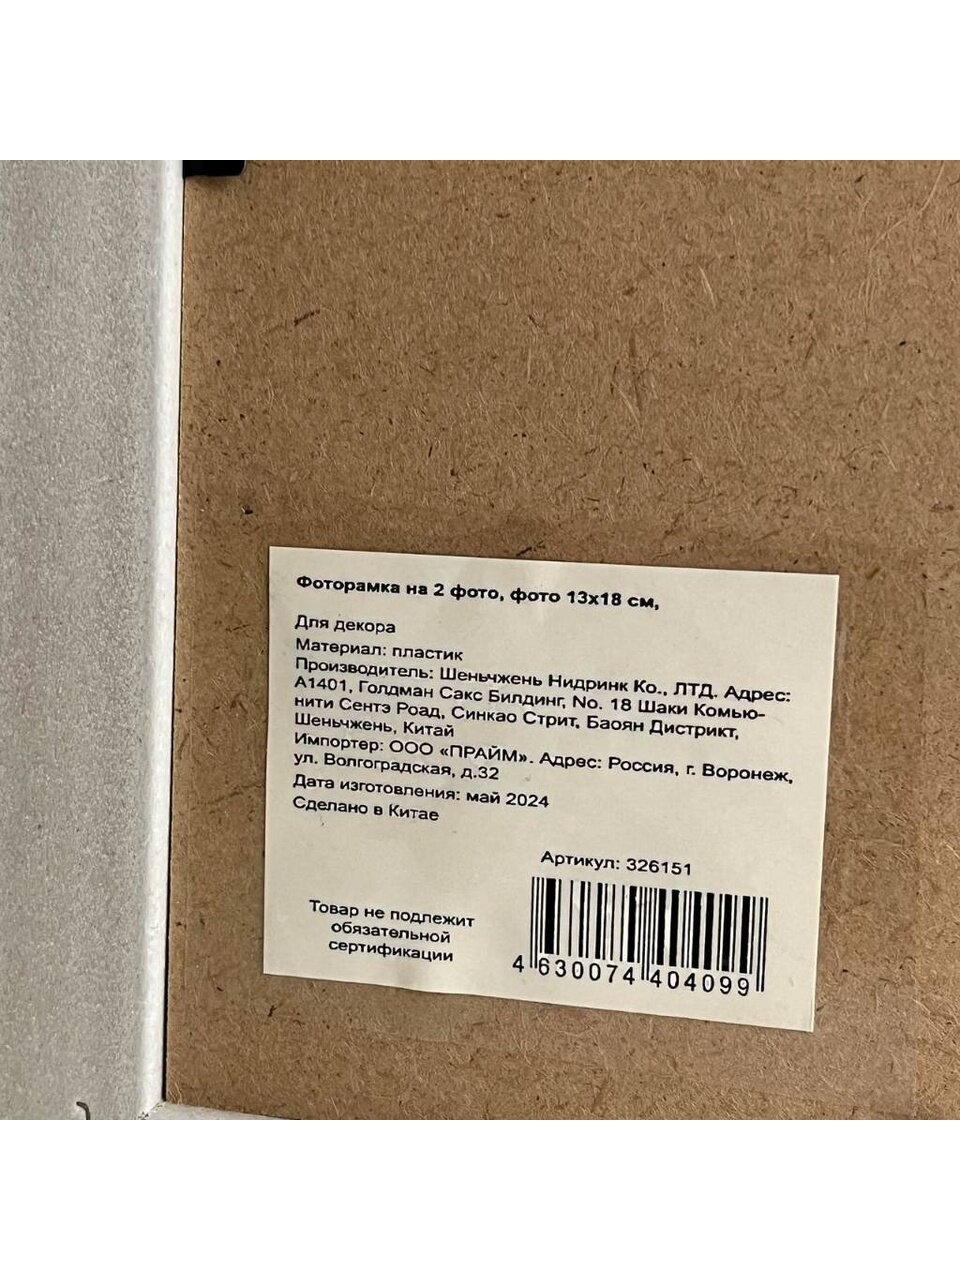 Фоторамка на 2 фото, фото 13х18 см,
Для декора
Материал: пластик
Производитель: Шеньчжень Нидринк Ко., ЛТД. Адрес:
А1401, Голдман Сакс Билдинг, No. 18 Шаки Комью-
нити Сентэ Роад, Синкао Стрит, Баоян Дистрикт,
Шеньчжень, Китай
Импортер: ООО «ПРАЙМ». Адрес: Россия, г. Воронеж,
ул. Волгоградская, д.32
Дата изготовления: май 2024
Сделано в Китае
Артикул: 326151
Товар не подлежит
обязательной
сертификации
4 630074 404099